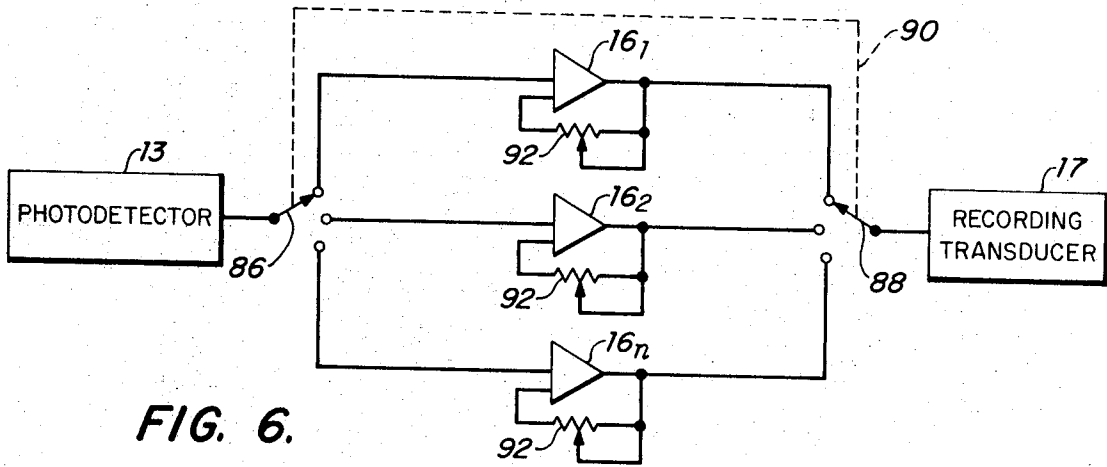 90
16₁
92
13
PHOTODETECTOR
86
16₂
92
17
RECORDING
TRANSDUCER
88
16ₙ
92
FIG. 6.